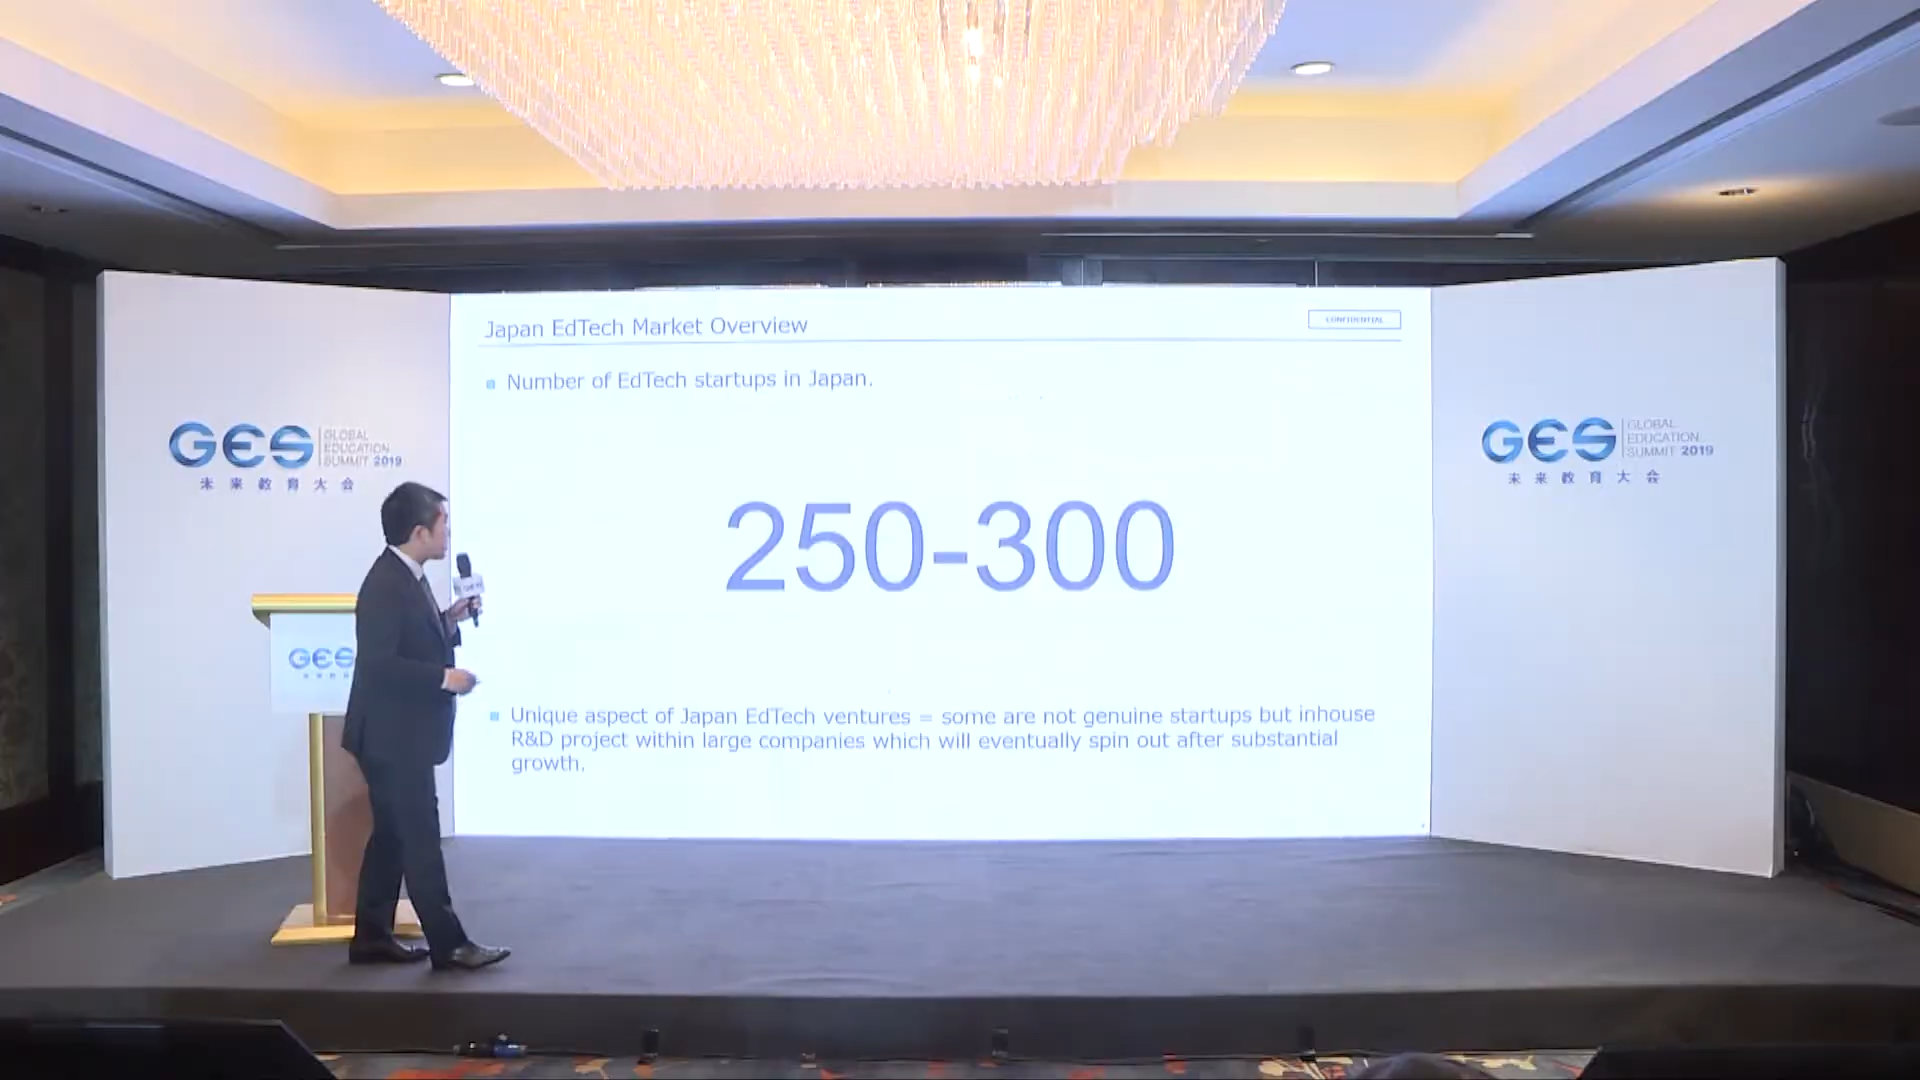 Japan EdTech Market Overview
CONFIDENTIAL
Number of EdTech startups in Japan.
250-300
Unique aspect of Japan EdTech ventures = some are not genuine startups but inhouse
R&D project within large companies which will eventually spin out after substantial
growth.
GES
GLOBAL
EDUCATION
SUMMIT 2019
未来教育大会
GES
GLOBAL
EDUCATION
SUMMIT 2019
未来教育大会
GES